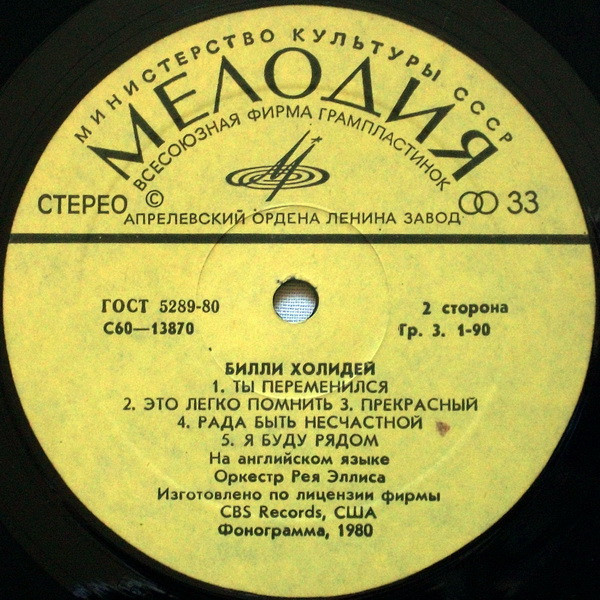 МИНИСТЕРСТВО КУЛЬТУРЫ СССР
МЕЛОДИЯ
ВСЕСОЮЗНАЯ ФИРМА ГРАМПЛАСТИНОК
СТЕРЕО © 33
АПРЕЛЕВСКИЙ ОРДЕНА ЛЕНИНА ЗАВОД
ГОСТ 5289-80 2 сторона
С60—13870 Гр. 3. 1-90
БИЛЛИ ХОЛИДЕЙ
1. ТЫ ПЕРЕМЕНИЛСЯ
2. ЭТО ЛЕГКО ПОМНИТЬ 3. ПРЕКРАСНЫЙ
4. РАДА БЫТЬ НЕСЧАСТНОЙ
5. Я БУДУ РЯДОМ
На английском языке
Оркестр Рея Эллиса
Изготовлено по лицензии фирмы
CBS Records, США
Фонограмма, 1980